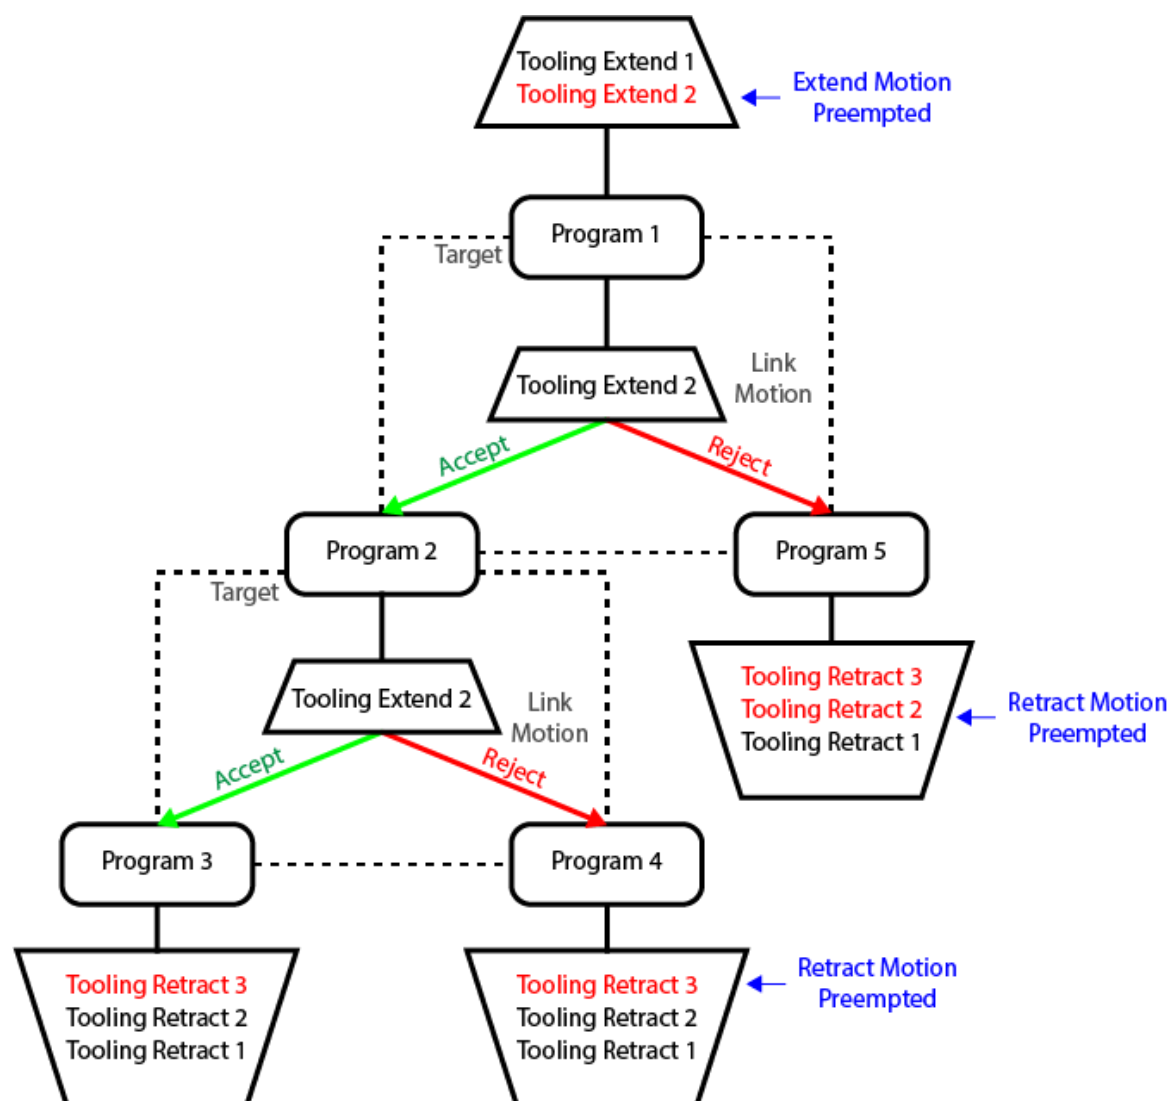 Tooling Extend 1
Tooling Extend 2
Extend Motion
Preempted
Program 1
Target
Tooling Extend 2
Link
Motion
Accept
Reject
Program 2
Program 5
Target
Tooling Extend 2
Link
Motion
Tooling Retract 3
Tooling Retract 2
Tooling Retract 1
Retract Motion
Preempted
Accept
Reject
Program 3
Program 4
Tooling Retract 3
Tooling Retract 2
Tooling Retract 1
Tooling Retract 3
Tooling Retract 2
Tooling Retract 1
Retract Motion
Preempted